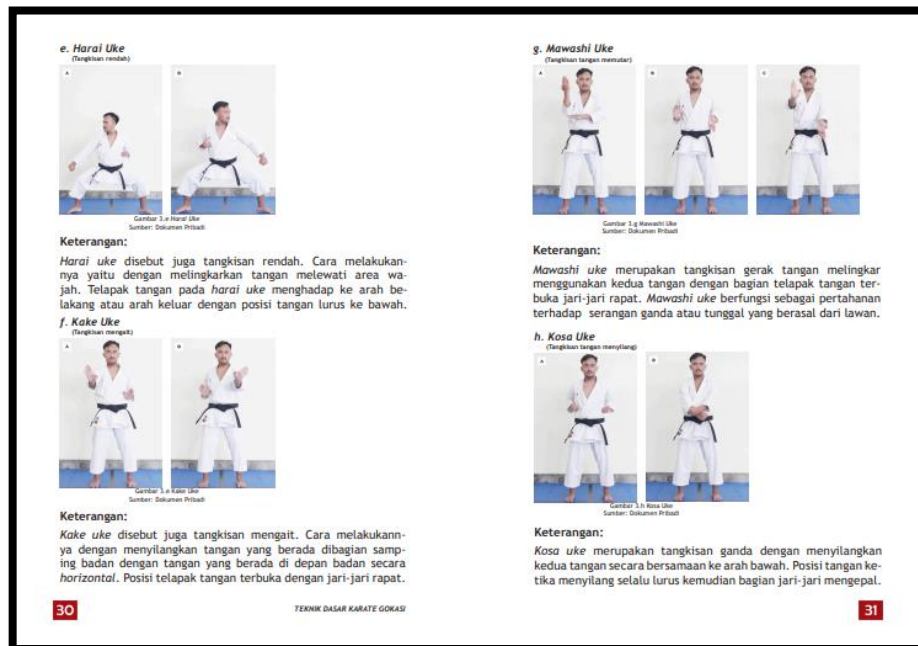 e. Harai Uke
(Tangkisan rendah)
A
B
Gambar 3.e Harai Uke
Sumber: Dokumen Pribadi
Keterangan:
Harai uke disebut juga tangkisan rendah. Cara melakukan-
nya yaitu dengan melingkarkan tangan melewati area wa-
jah. Telapak tangan pada harai uke menghadap ke arah be-
lakang atau arah keluar dengan posisi tangan lurus ke bawah.
f. Kake Uke
(Tangkisan mengait)
A
B
Gambar 3.e Kake Uke
Sumber: Dokumen Pribadi
Keterangan:
Kake uke disebut juga tangkisan mengait. Cara melakukann-
ya dengan menyilangkan tangan yang berada dibagian samp-
ing badan dengan tangan yang berada di depan badan secara
horizontal. Posisi telapak tangan terbuka dengan jari-jari rapat.
30
TEKNIK DASAR KARATE GOKASI
g. Mawashi Uke
(Tangkisan tangan memutar)
A
B
C
Gambar 3.g Mawashi Uke
Sumber: Dokumen Pribadi
Keterangan:
Mawashi uke merupakan tangkisan gerak tangan melingkar
menggunakan kedua tangan dengan bagian telapak tangan ter-
buka jari-jari rapat. Mawashi uke berfungsi sebagai pertahanan
terhadap serangan ganda atau tunggal yang berasal dari lawan.
h. Kosa Uke
(Tangkisan tangan menyilang)
A
B
Gambar 3.h Kosa Uke
Sumber: Dokumen Pribadi
Keterangan:
Kosa uke merupakan tangkisan ganda dengan menyilangkan
kedua tangan secara bersamaan ke arah bawah. Posisi tangan ke-
tika menyilang selalu lurus kemudian bagian jari-jari mengepal.
31